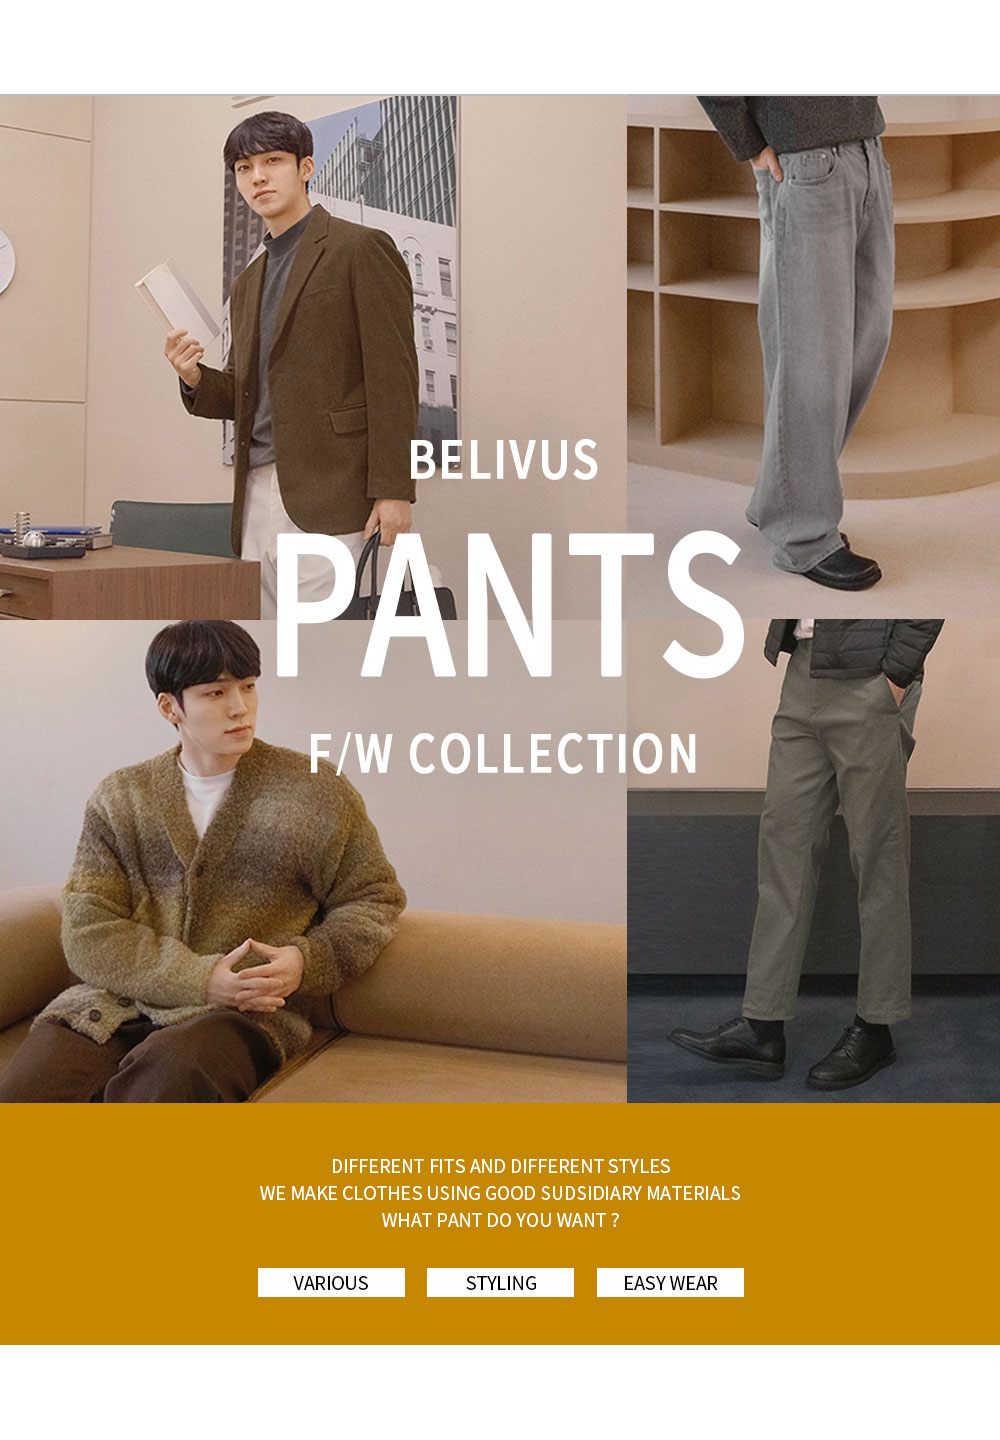 BELIVUS
PANTS
F/W COLLECTION
DIFFERENT FITS AND DIFFERENT STYLES
WE MAKE CLOTHES USING GOOD SUDSIDIARY MATERIALS
WHAT PANT DO YOU WANT ?
VARIOUS
STYLING
EASY WEAR